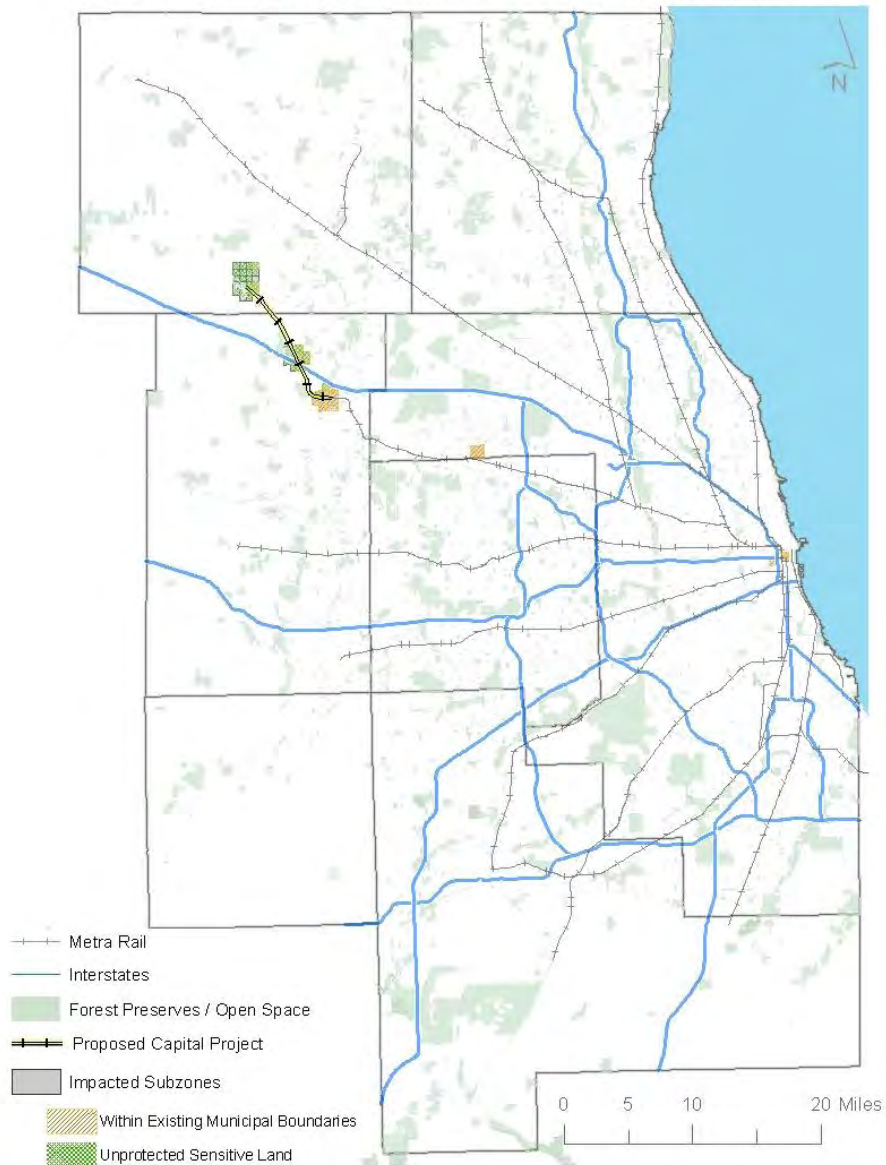 N
Metra Rail
Interstates
Forest Preserves / Open Space
Proposed Capital Project
Impacted Subzones
Within Existing Municipal Boundaries
Unprotected Sensitive Land
0 5 10 20 Miles